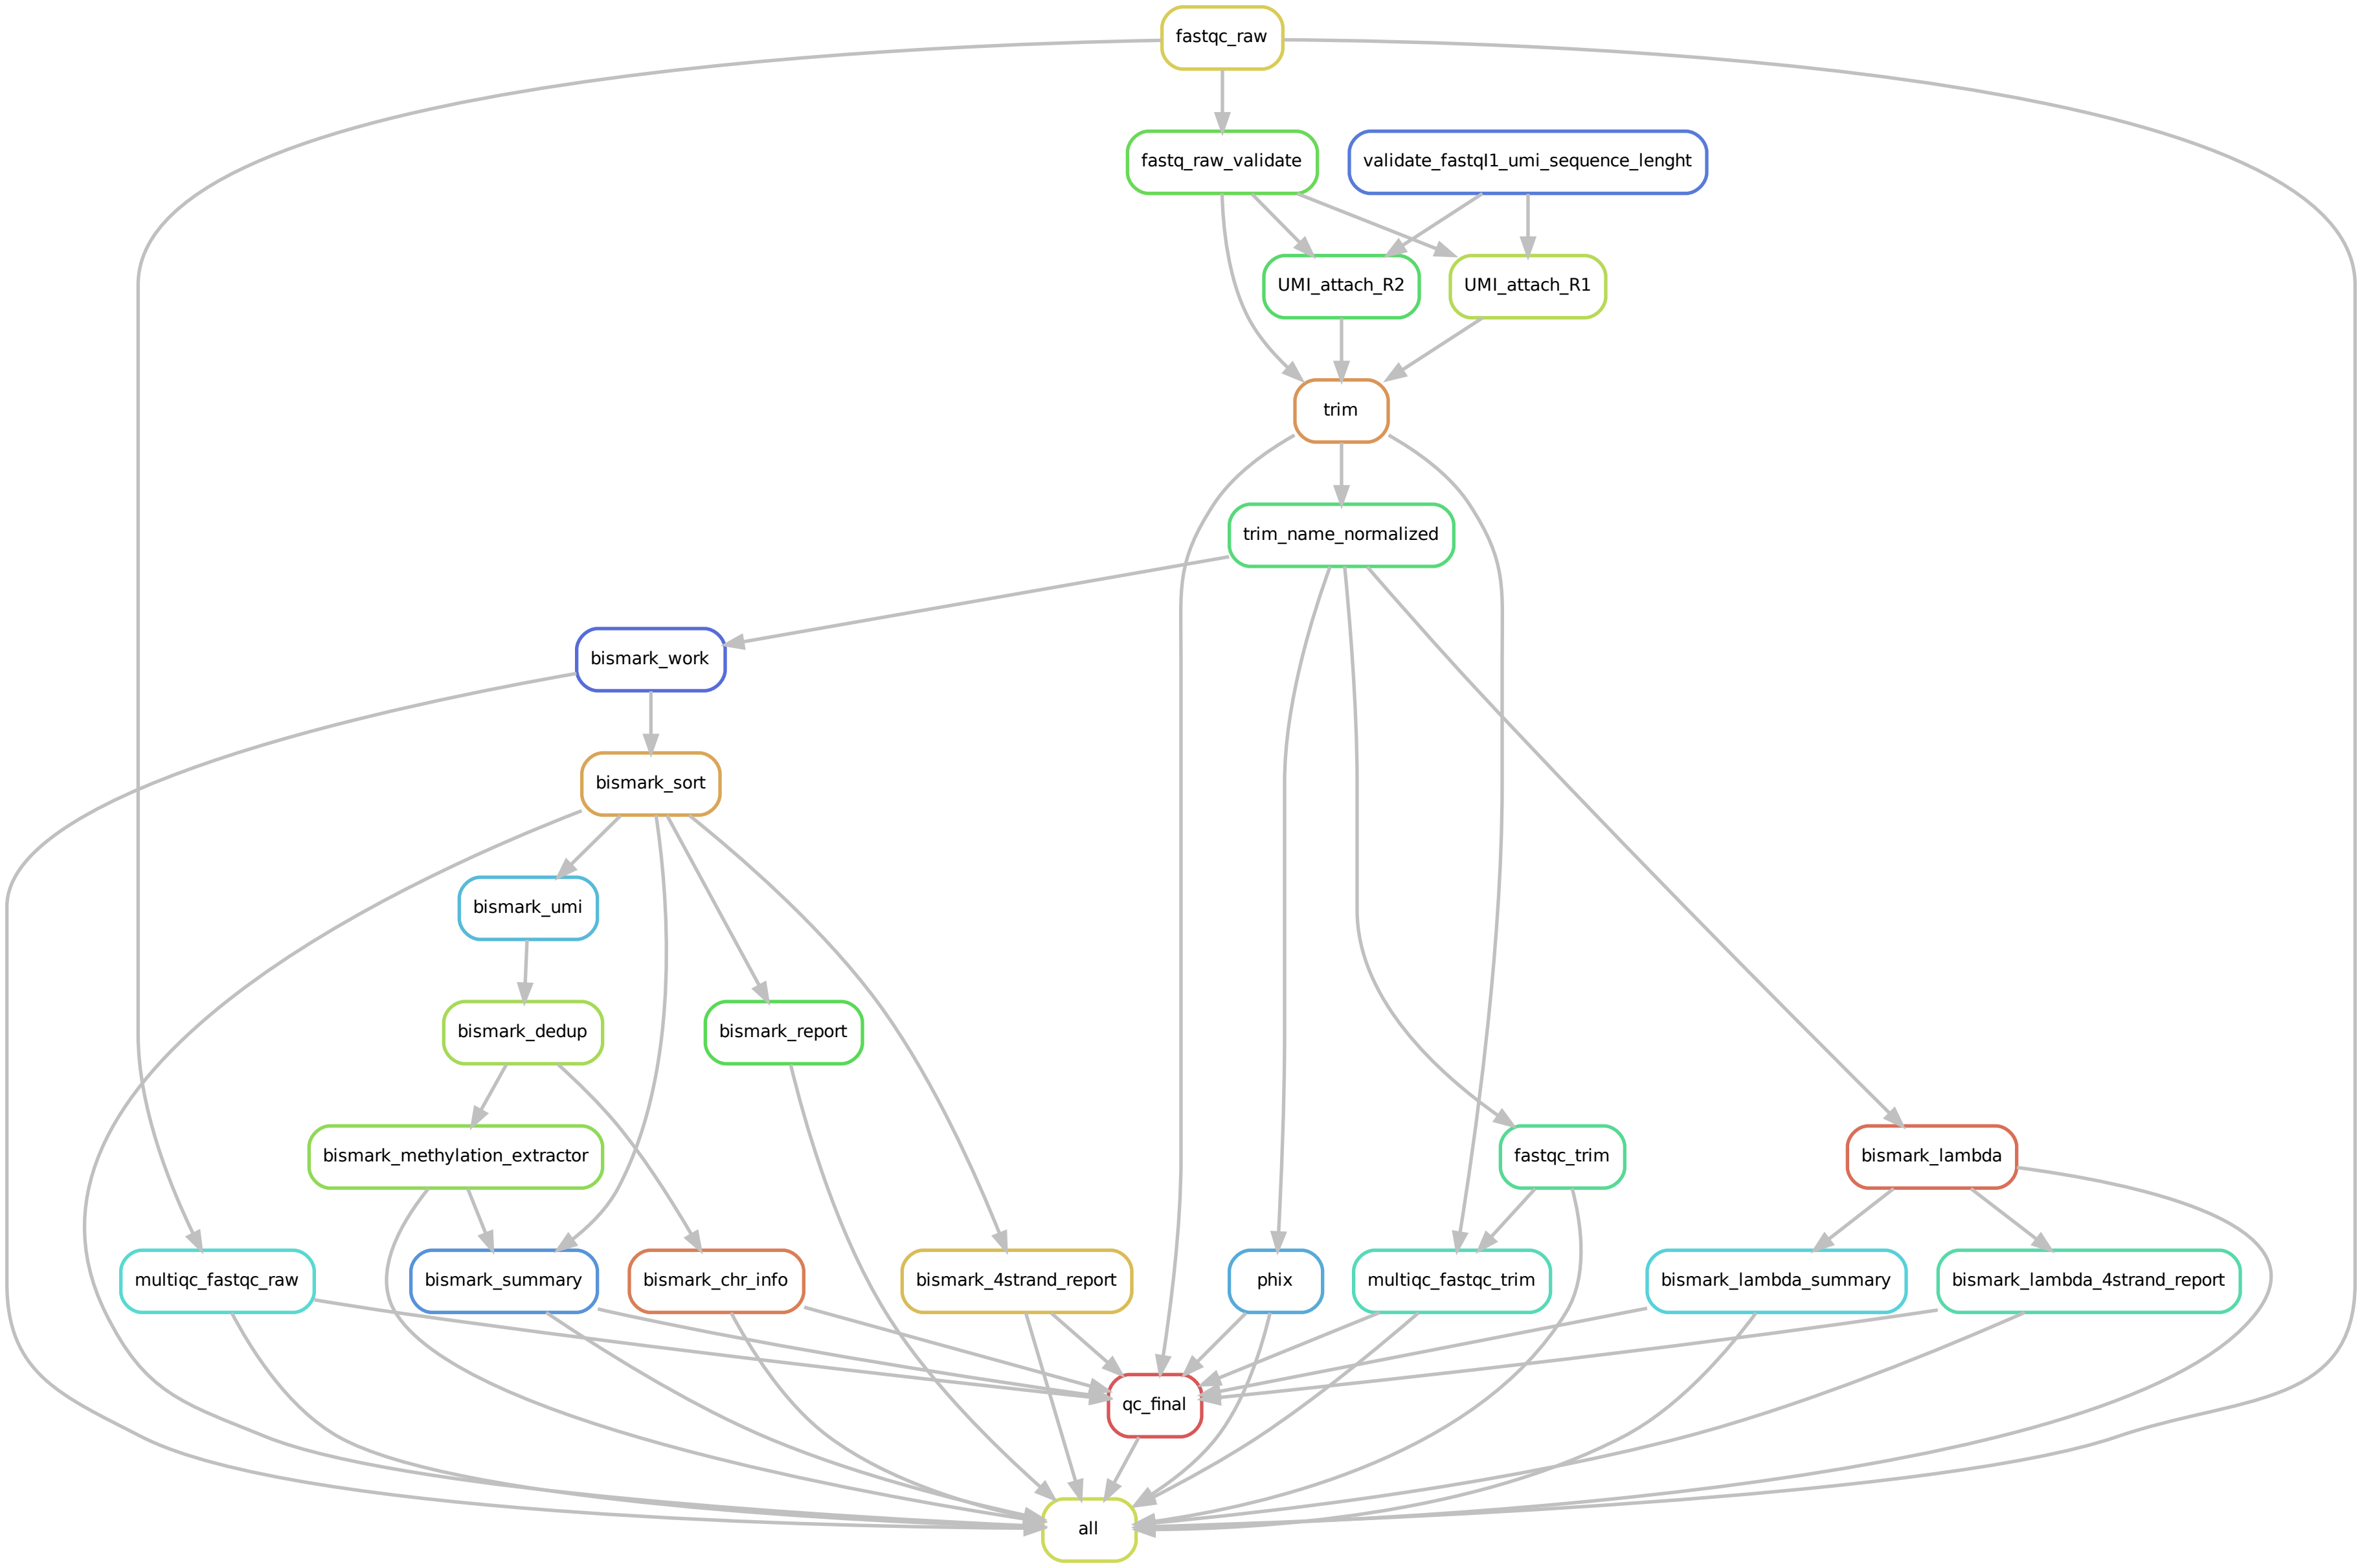 fastqc_raw
fastq_raw_validate
validate_fastqI1_umi_sequence_lenght
UMI_attach_R2
UMI_attach_R1
trim
trim_name_normalized
bismark_work
bismark_sort
bismark_umi
bismark_dedup
bismark_report
bismark_methylation_extractor
fastqc_trim
bismark_lambda
multiqc_fastqc_raw
bismark_summary
bismark_chr_info
bismark_4strand_report
phix
multiqc_fastqc_trim
bismark_lambda_summary
bismark_lambda_4strand_report
qc_final
all